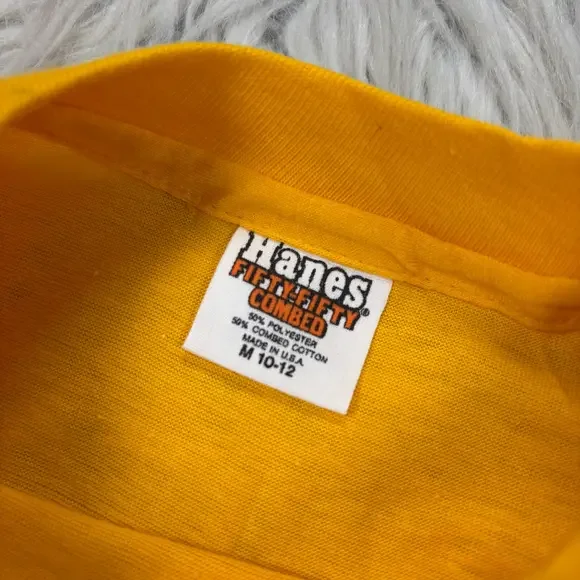 Hanes®
FIFTY-FIFTY
COMBED
50% POLYESTER
50% COMBED COTTON
MADE IN U.S.A.
M 10-12